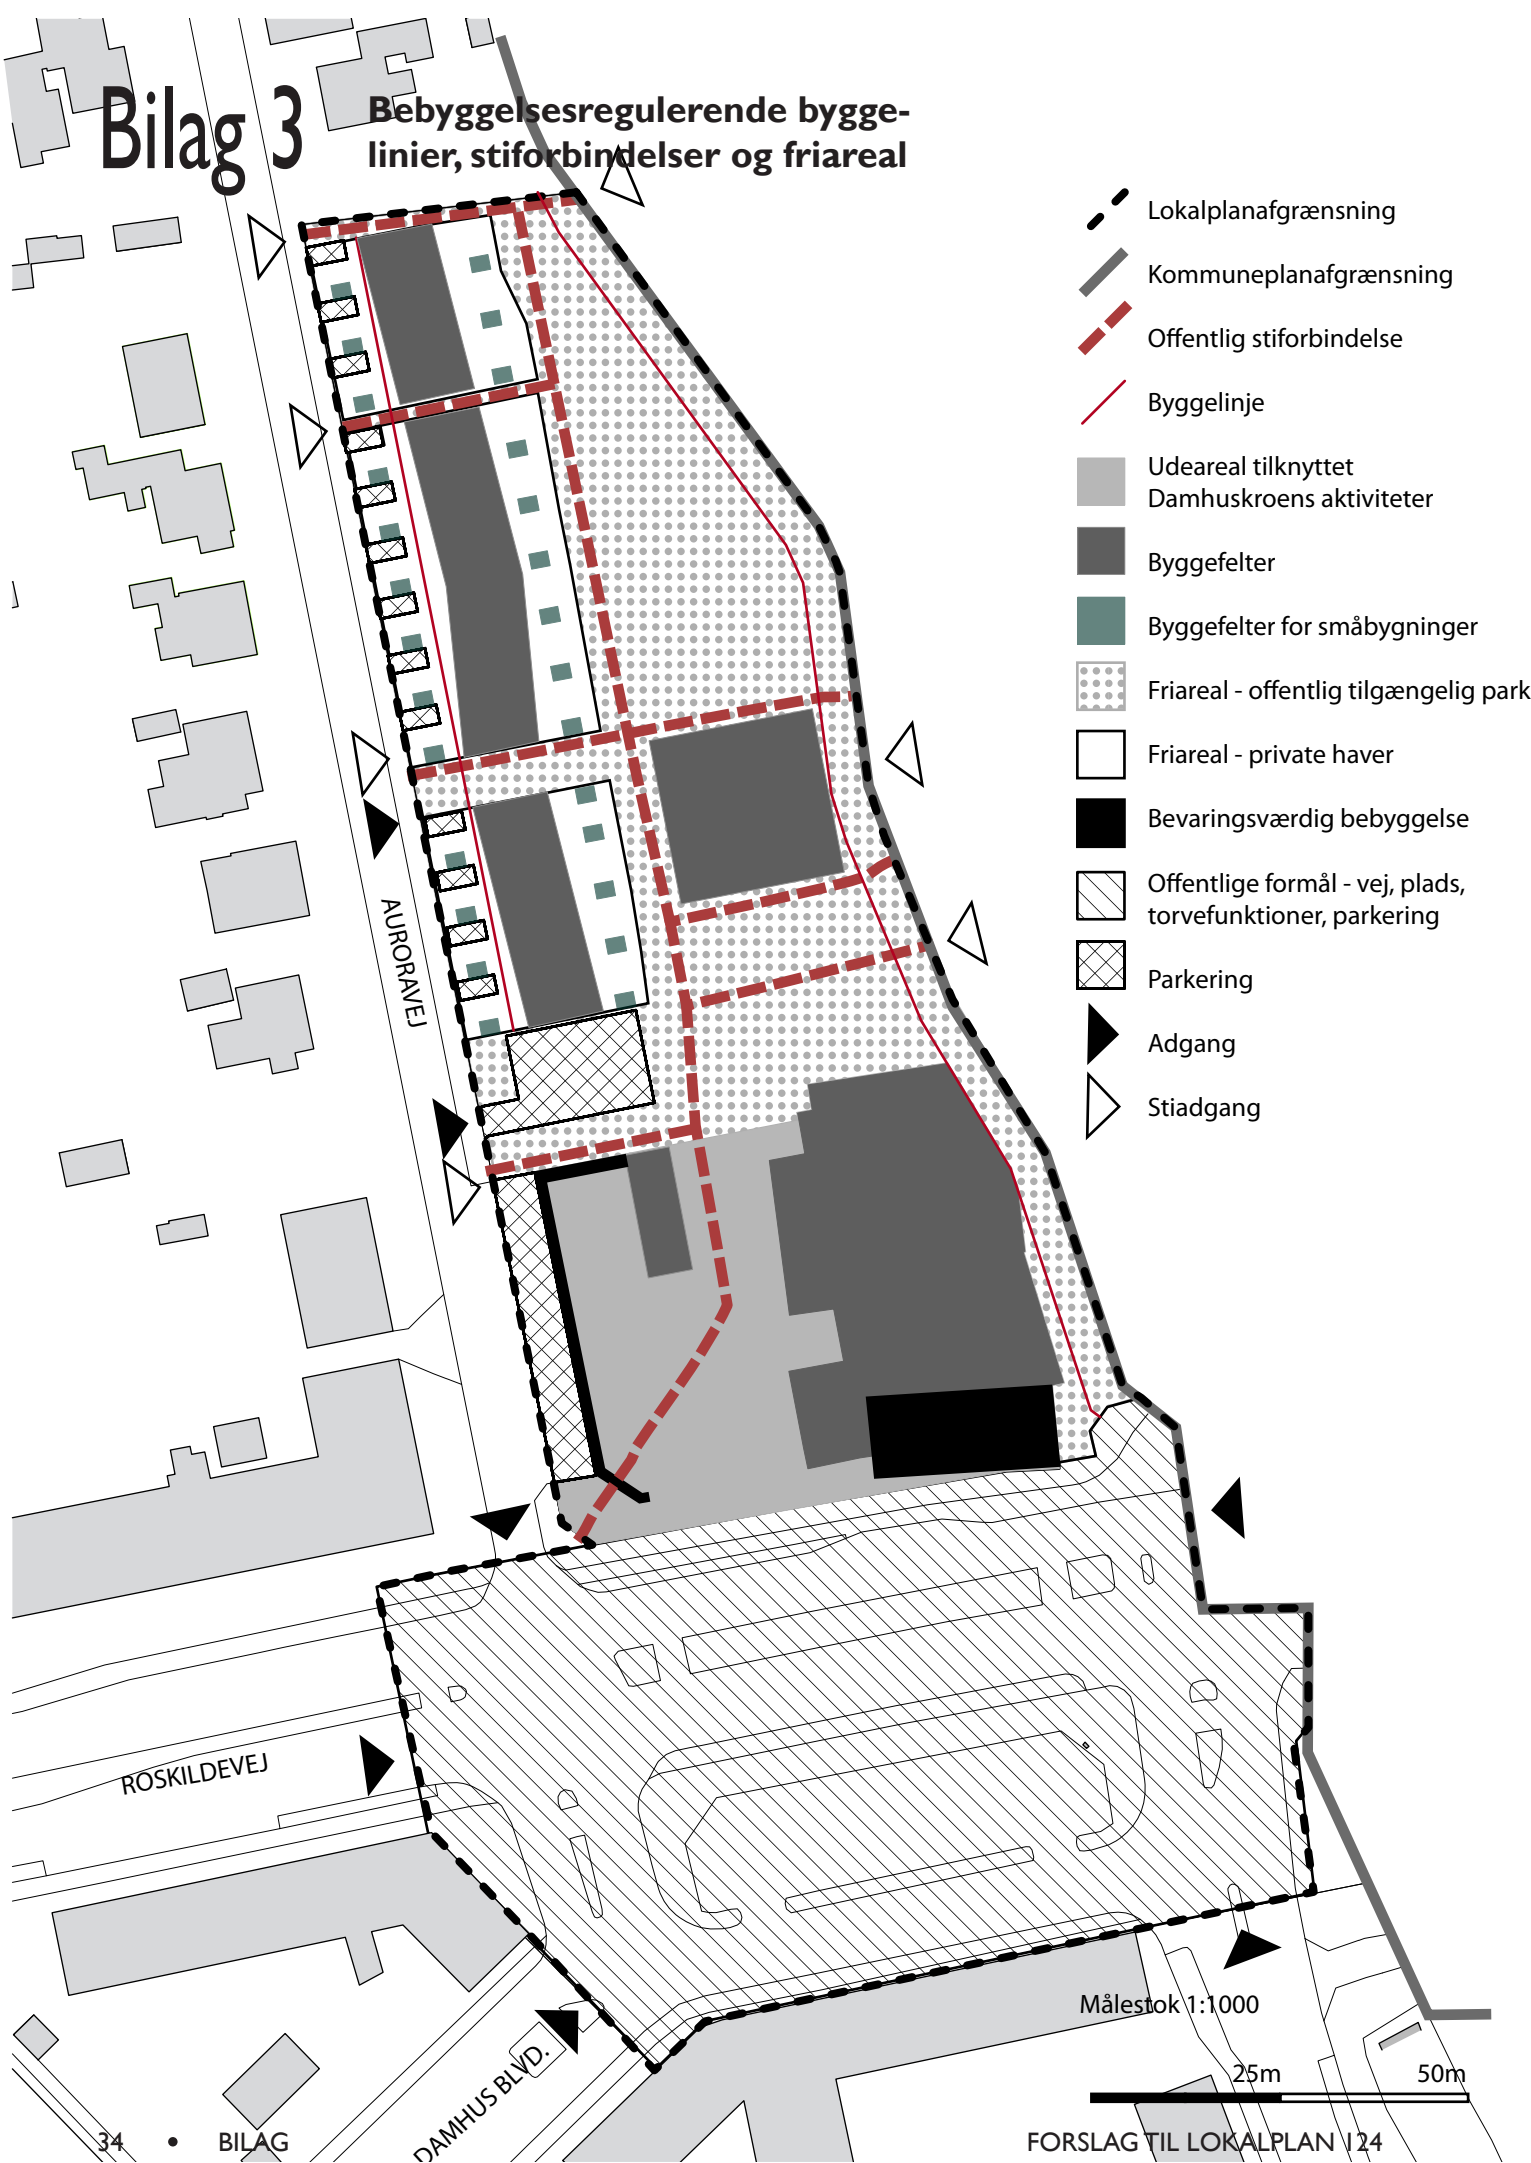 Bilag 3
Bebyggelsesregulerende bygge-
linier, stiforbindelser og friareal
Lokalplanafgrænsning
Kommuneplanafgrænsning
Offentlig stiforbindelse
Byggelinje
Udeareal tilknyttet
Damhuskroens aktiviteter
Byggefelter
Byggefelter for småbygninger
Friareal - offentlig tilgængelig park
Friareal - private haver
Bevaringsværdig bebyggelse
Offentlige formål - vej, plads,
torvefunktioner, parkering
Parkering
Adgang
Stiadgang
AURORAVEJ
ROSKILDEVEJ
DAMHUS BLVD.
Målestok 1:1000
25m 50m
34 • BILAG
FORSLAG TIL LOKALPLAN 124